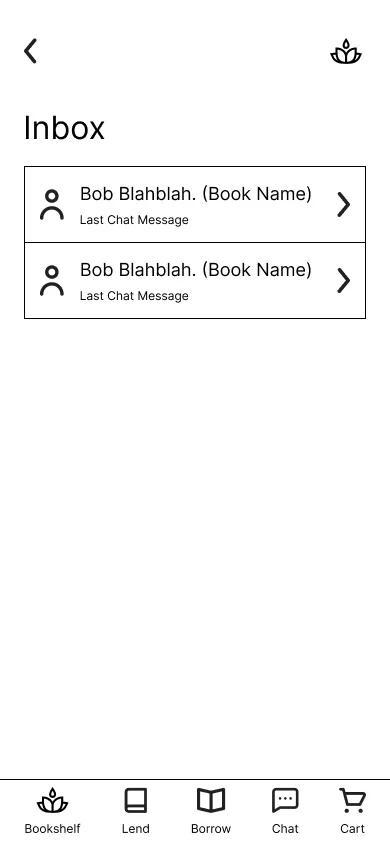 Inbox
Bob Blahblah. (Book Name)
Last Chat Message
Bob Blahblah. (Book Name)
Last Chat Message
Bookshelf
Lend
Borrow
Chat
Cart